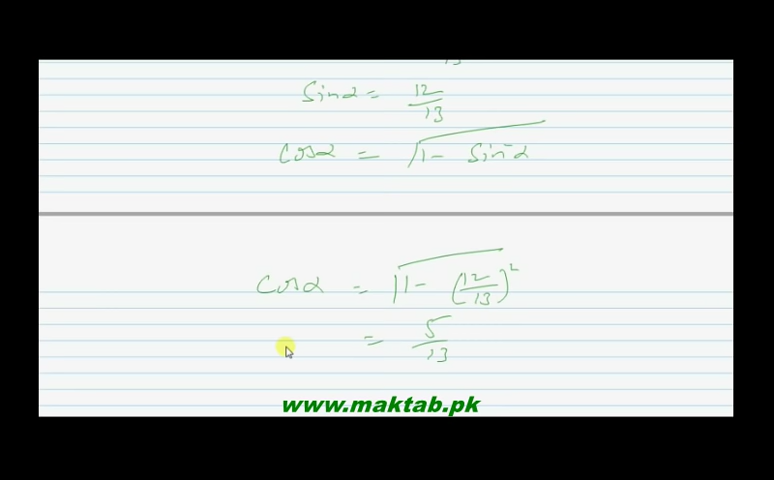 Sinα = 12/13
Cosα = √1 - Sin²α
Cosα = √1 - (12/13)²
= 5/13
www.maktab.pk